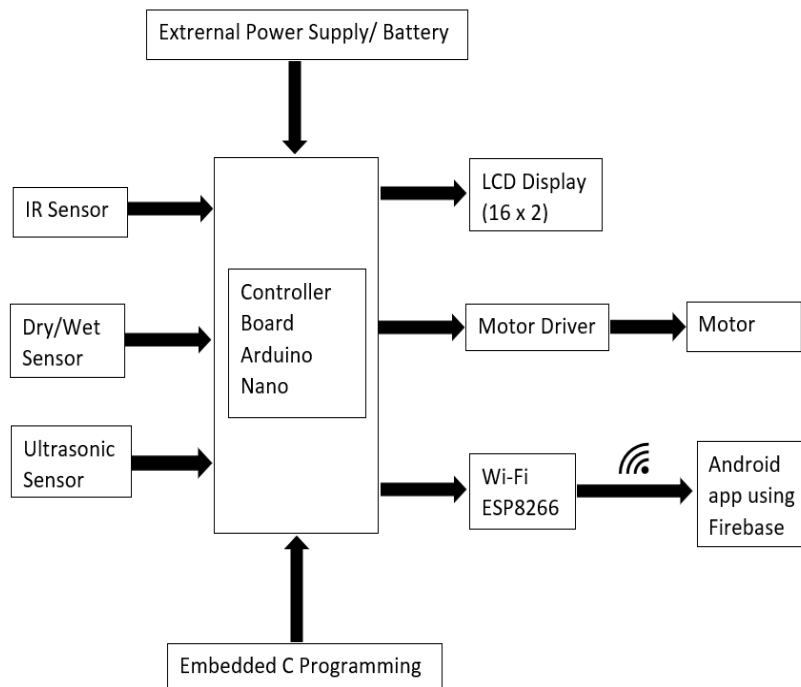 Extrernal Power Supply/ Battery
IR Sensor
LCD Display
(16 x 2)
Controller
Board
Arduino
Nano
Dry/Wet
Sensor
Motor Driver
Motor
Ultrasonic
Sensor
Wi-Fi
ESP8266
Android
app using
Firebase
Embedded C Programming